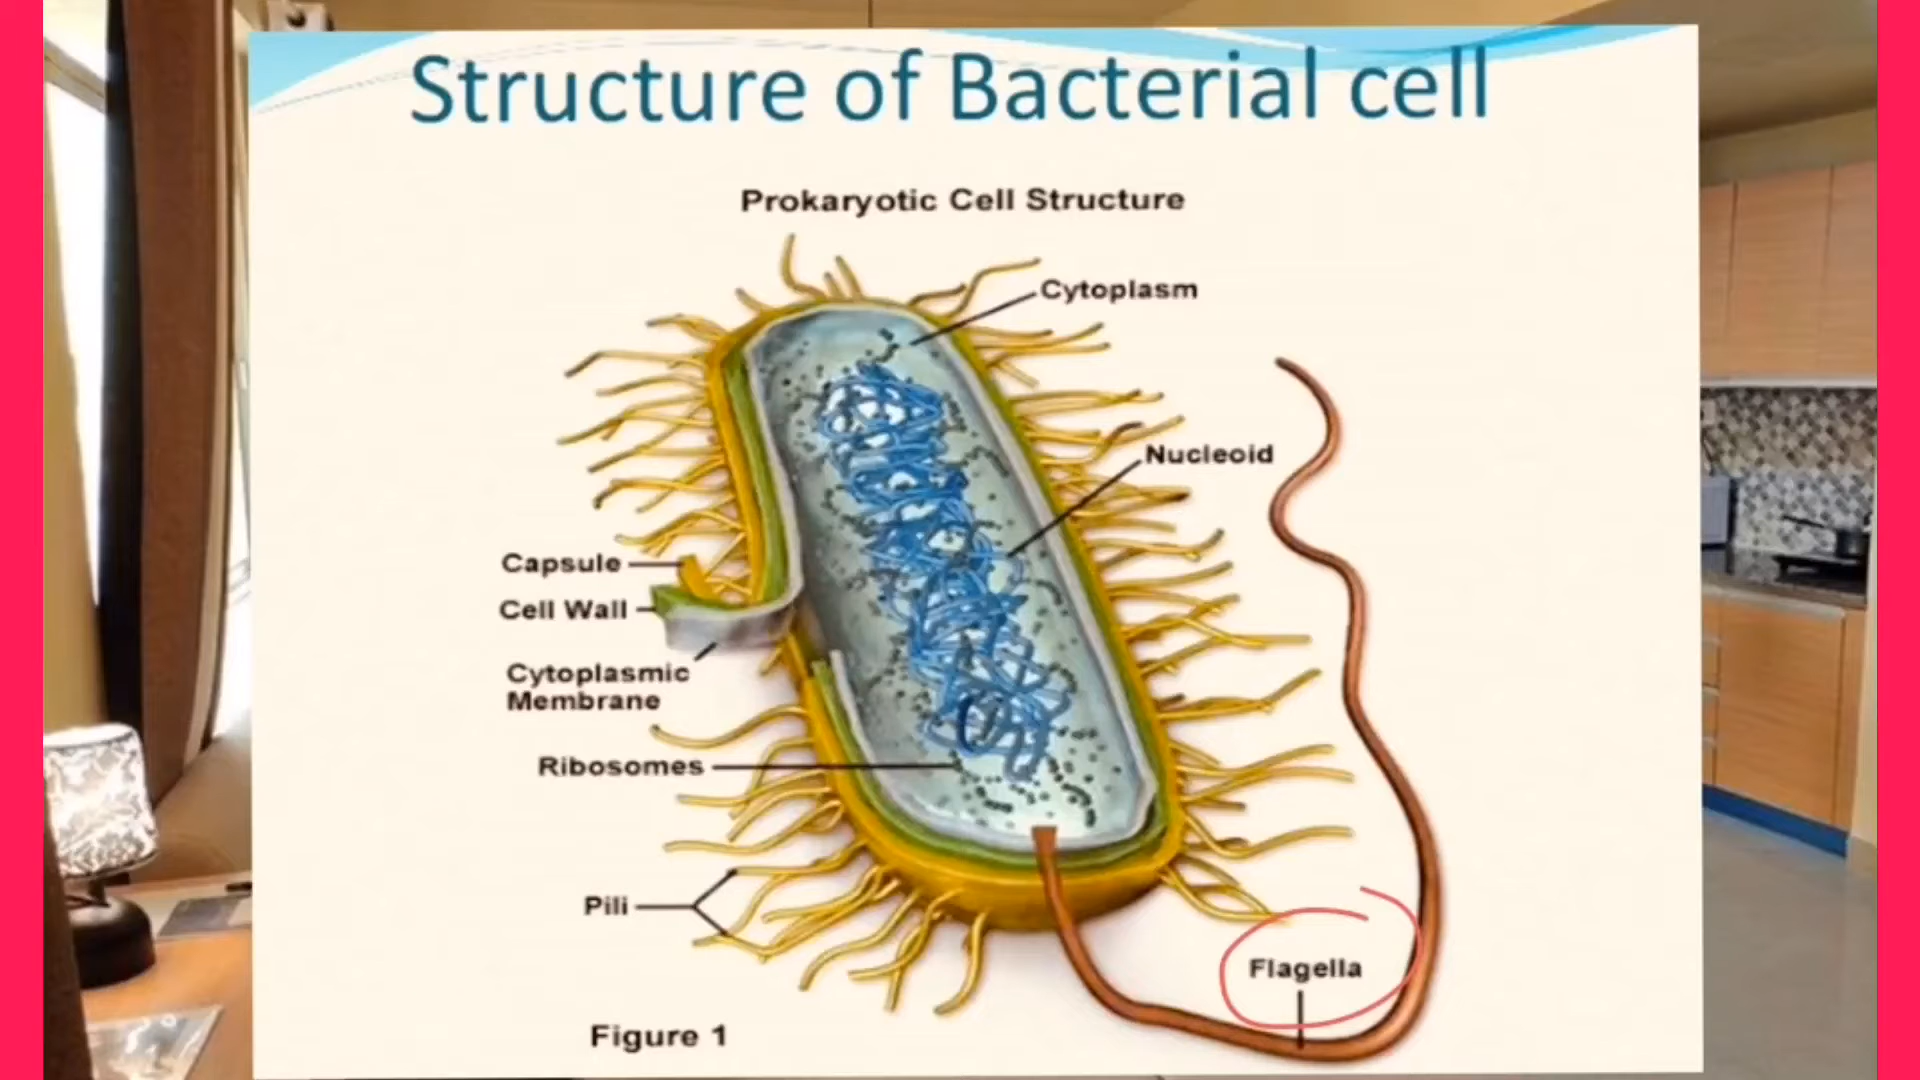 Structure of Bacterial cell
Prokaryotic Cell Structure
Cytoplasm
Nucleoid
Capsule
Cell Wall
Cytoplasmic
Membrane
Ribosomes
Pili
Flagella
Figure 1